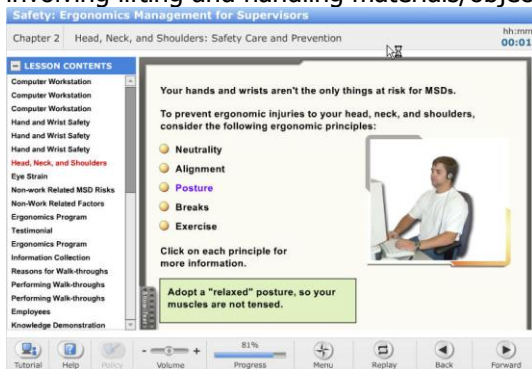 involving lifting and handling materials/objec
Safety: Ergonomics Management for Supervisors
Chapter 2 Head, Neck, and Shoulders: Safety Care and Prevention
hh:mm
00:01
LESSON CONTENTS
Computer Workstation
Computer Workstation
Computer Workstation
Hand and Wrist Safety
Hand and Wrist Safety
Hand and Wrist Safety
Head, Neck, and Shoulders
Eye Strain
Non-work Related MSD Risks
Non-Work Related Factors
Ergonomics Program
Testimonial
Ergonomics Program
Information Collection
Reasons for Walk-throughs
Performing Walk-throughs
Performing Walk-throughs
Employees
Knowledge Demonstration
Your hands and wrists aren't the only things at risk for MSDs.
To prevent ergonomic injuries to your head, neck, and shoulders,
consider the following ergonomic principles:
Neutrality
Alignment
Posture
Breaks
Exercise
Click on each principle for
more information.
Adopt a "relaxed" posture, so your
muscles are not tensed.
Tutorial
Help
Policy
- +
Volume
81%
Progress
Menu
Replay
Back
Forward